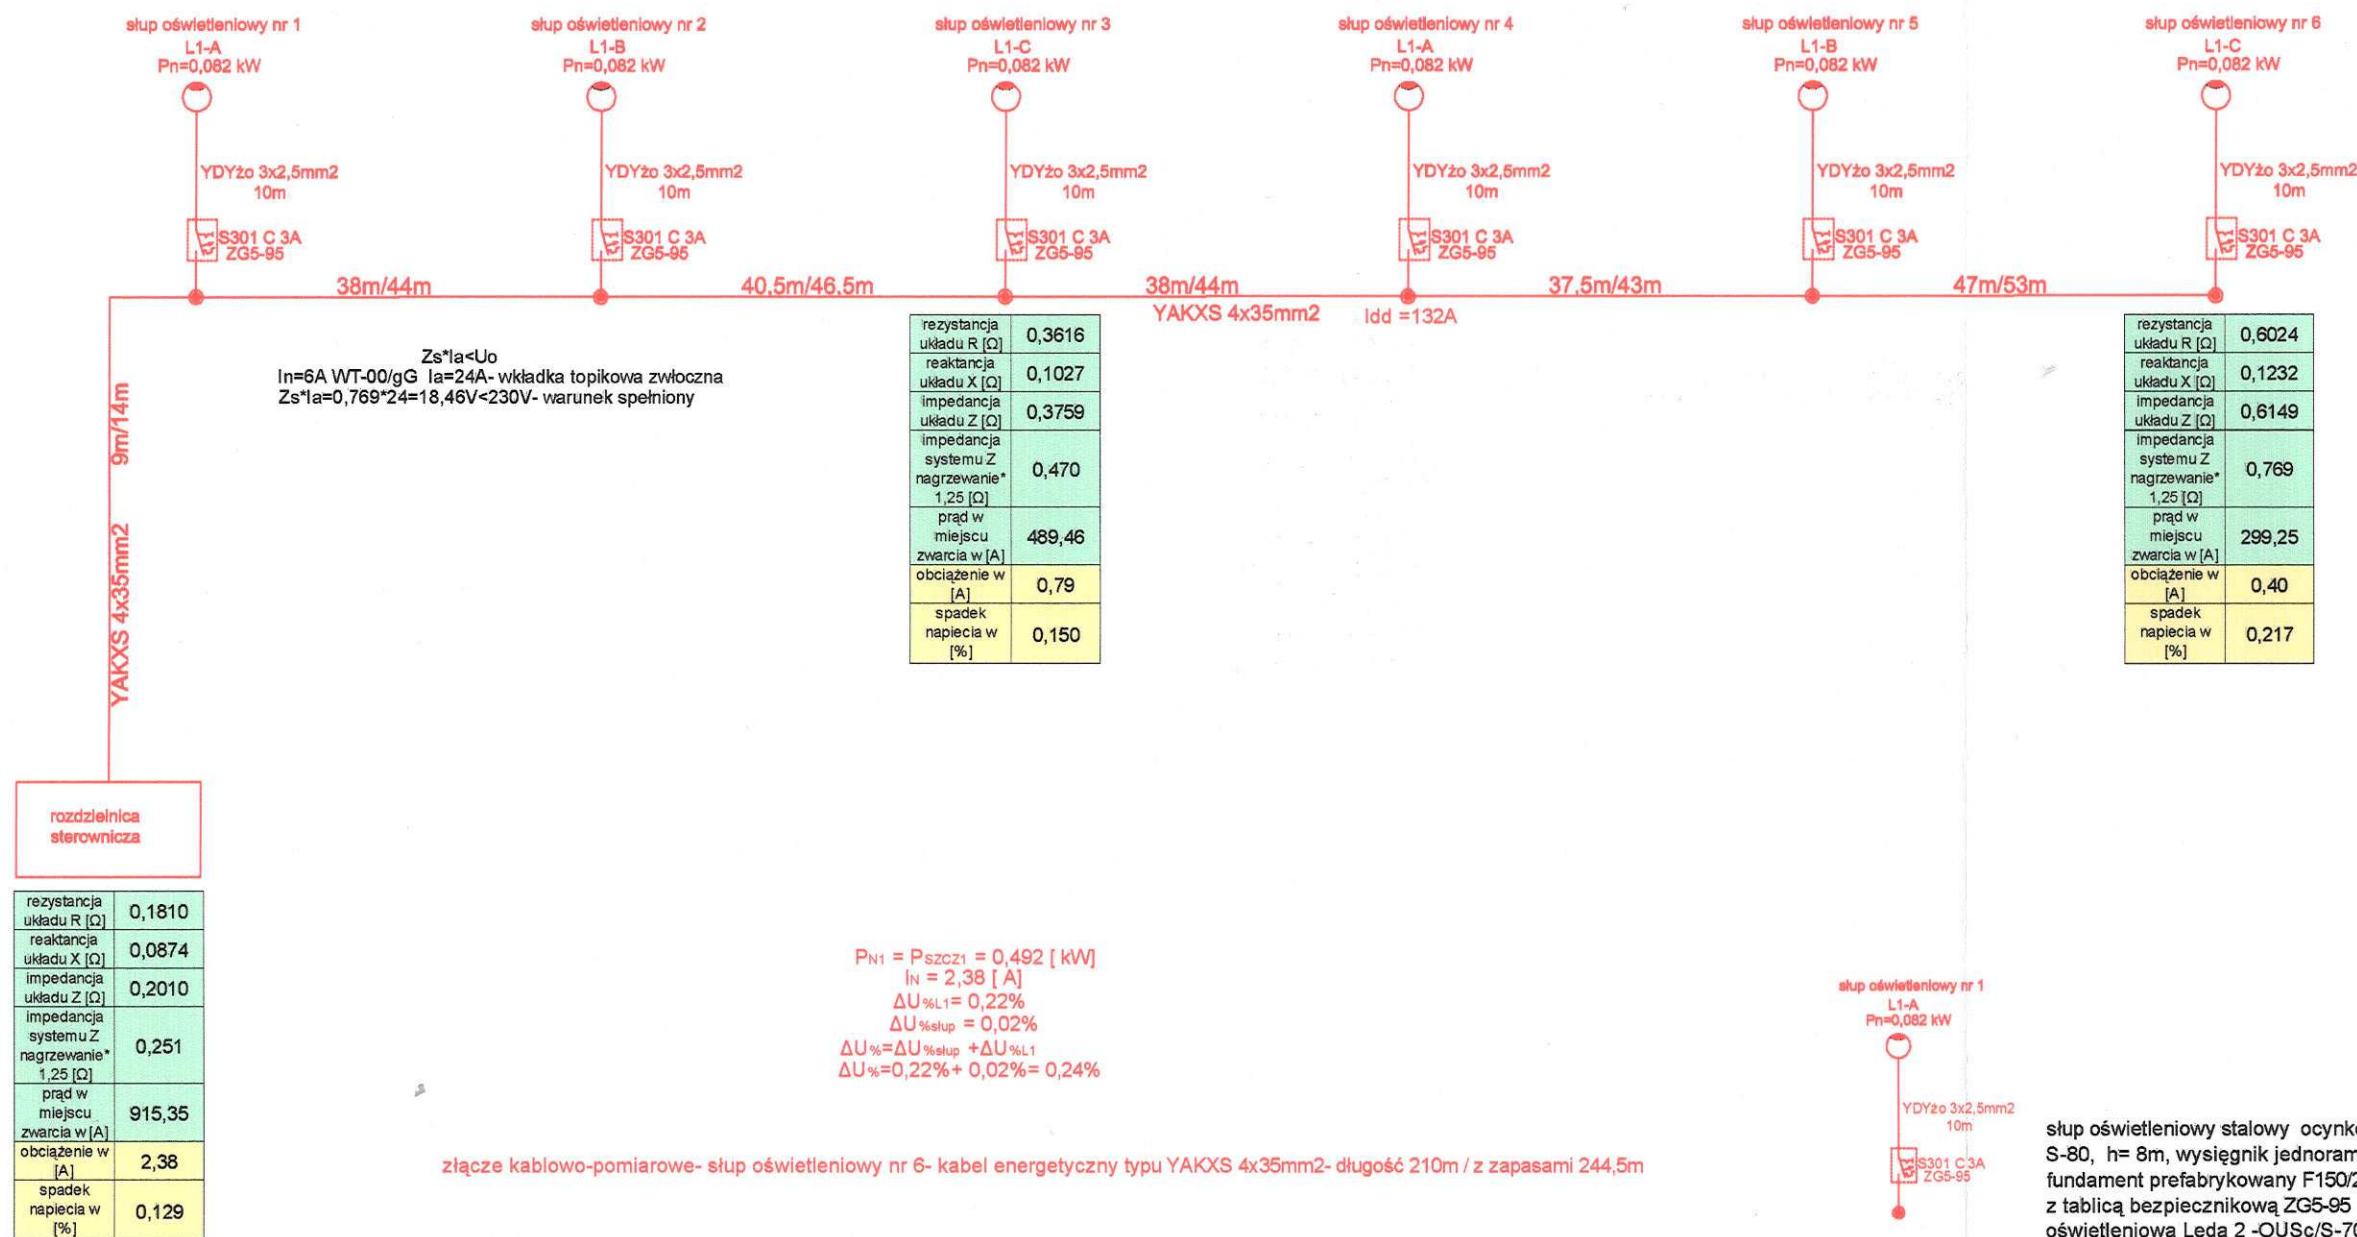 słup oświetleniowy nr 1
L1-A
Pn=0,082 kW
słup oświetleniowy nr 2
L1-B
Pn=0,082 kW
słup oświetleniowy nr 3
L1-C
Pn=0,082 kW
słup oświetleniowy nr 4
L1-A
Pn=0,082 kW
słup oświetleniowy nr 5
L1-B
Pn=0,082 kW
słup oświetleniowy nr 6
L1-C
Pn=0,082 kW
YDYżo 3x2,5mm2
10m
YDYżo 3x2,5mm2
10m
YDYżo 3x2,5mm2
10m
YDYżo 3x2,5mm2
10m
YDYżo 3x2,5mm2
10m
YDYżo 3x2,5mm2
10m
S301 C 3A
ZG5-95
S301 C 3A
ZG5-95
S301 C 3A
ZG5-95
S301 C 3A
ZG5-95
S301 C 3A
ZG5-95
S301 C 3A
ZG5-95
38m/44m
40,5m/46,5m
38m/44m
37,5m/43m
47m/53m
YAKXS 4x35mm2
Idd =132A
Zs*Ia<Uo
In=6A WT-00/gG Ia=24A- wkładka topikowa zwłoczna
Zs*Ia=0,769*24=18,46V<230V- warunek spełniony
YAKXS 4x35mm2 9m/14m
rezystancja układu R [Ω] 0,3616
reaktancja układu X [Ω] 0,1027
impedancja układu Z [Ω] 0,3759
impedancja systemu Z nagrzewanie* 1,25 [Ω] 0,470
prąd w miejscu zwarcia w [A] 489,46
obciążenie w [A] 0,79
spadek napiecia w [%] 0,150
rezystancja układu R [Ω] 0,6024
reaktancja układu X [Ω] 0,1232
impedancja układu Z [Ω] 0,6149
impedancja systemu Z nagrzewanie* 1,25 [Ω] 0,769
prąd w miejscu zwarcia w [A] 299,25
obciążenie w [A] 0,40
spadek napiecia w [%] 0,217
rozdzielnica
sterownicza
rezystancja układu R [Ω] 0,1810
reaktancja układu X [Ω] 0,0874
impedancja układu Z [Ω] 0,2010
impedancja systemu Z nagrzewanie* 1,25 [Ω] 0,251
prąd w miejscu zwarcia w [A] 915,35
obciążenie w [A] 2,38
spadek napiecia w [%] 0,129
PN1 = PSZCZ1 = 0,492 [ kW]
IN = 2,38 [ A]
ΔU%L1= 0,22%
ΔU%słup = 0,02%
ΔU%=ΔU%słup +ΔU%L1
ΔU%=0,22%+ 0,02%= 0,24%
złącze kablowo-pomiarowe- słup oświetleniowy nr 6- kabel energetyczny typu YAKXS 4x35mm2- długość 210m / z zapasami 244,5m
słup oświetleniowy nr 1
L1-A
Pn=0,082 kW
YDYżo 3x2,5mm2
10m
S301 C 3A
ZG5-95
słup oświetleniowy stalowy ocynk
S-80, h= 8m, wysięgnik jednoram
fundament prefabrykowany F150/
z tablicą bezpiecznikową ZG5-95
oświetleniowa Leda 2 -OUSc/S-70